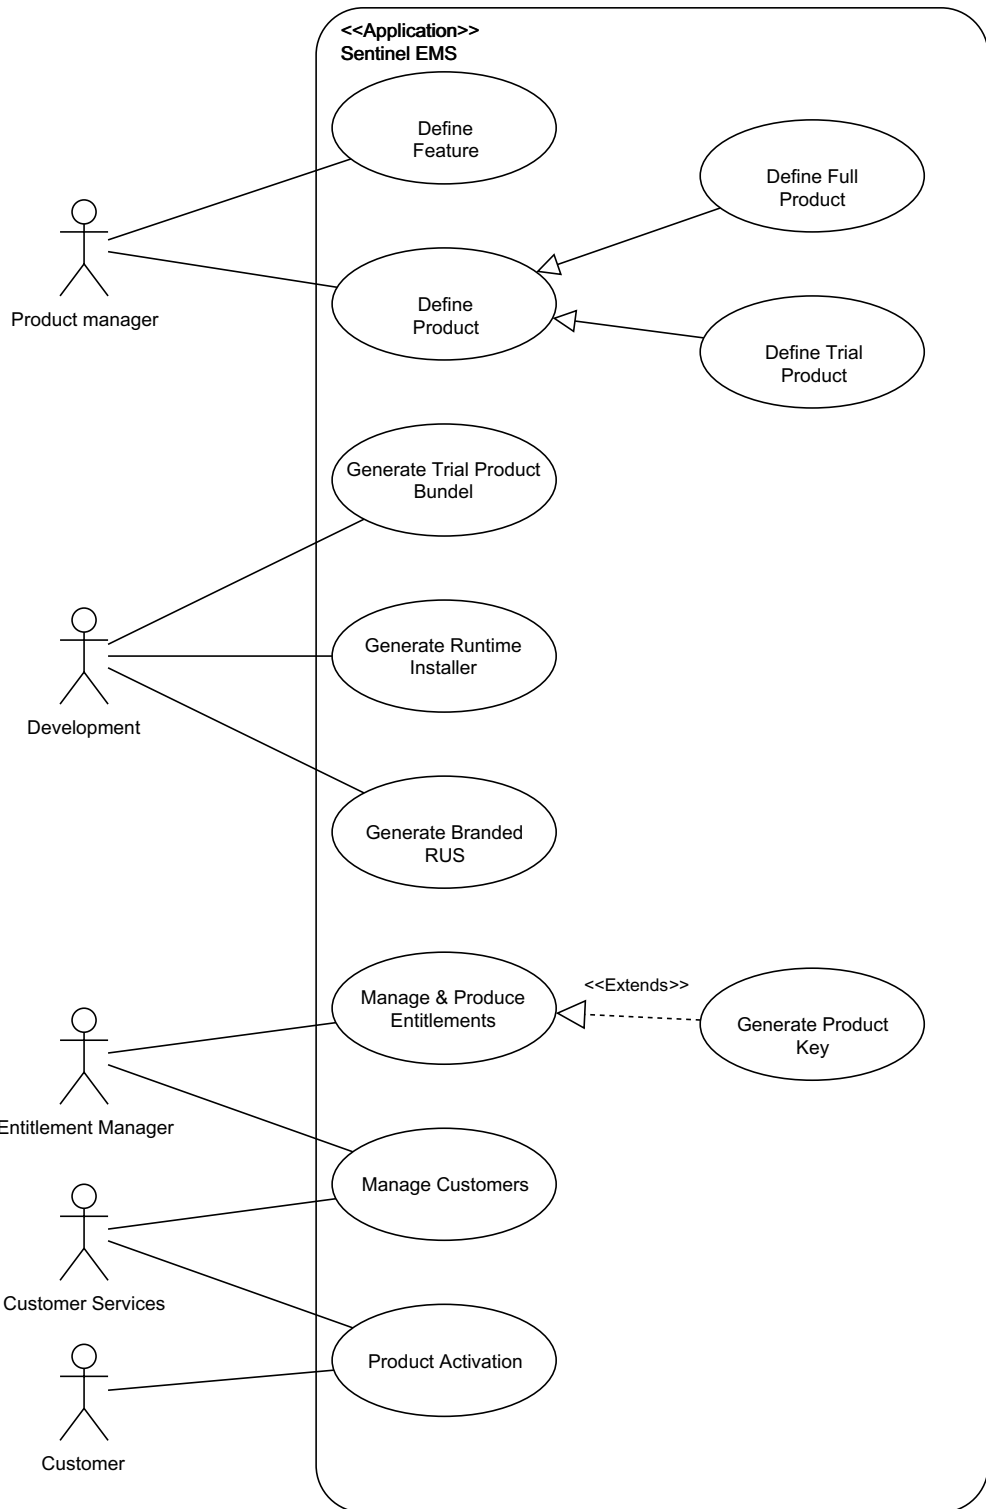 <<Application>>
Sentinel EMS
Define
Feature
Define Full
Product
Product manager
Define
Product
Define Trial
Product
Generate Trial Product
Bundel
Generate Runtime
Installer
Development
Generate Branded
RUS
Manage & Produce
Entitlements
<<Extends>>
Generate Product
Key
Entitlement Manager
Manage Customers
Customer Services
Product Activation
Customer